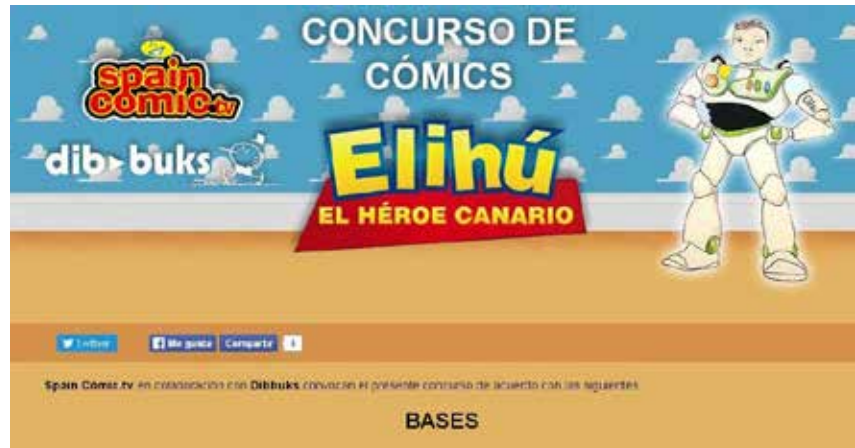 CONCURSO DE
CÓMICS
spain
comic.tv
dib buks
Elihú
EL HÉROE CANARIO
Me gusta Compartir
Spain Cómic.tv en colaboración con Dibbuks convocan el presente concurso de acuerdo con las siguientes
BASES